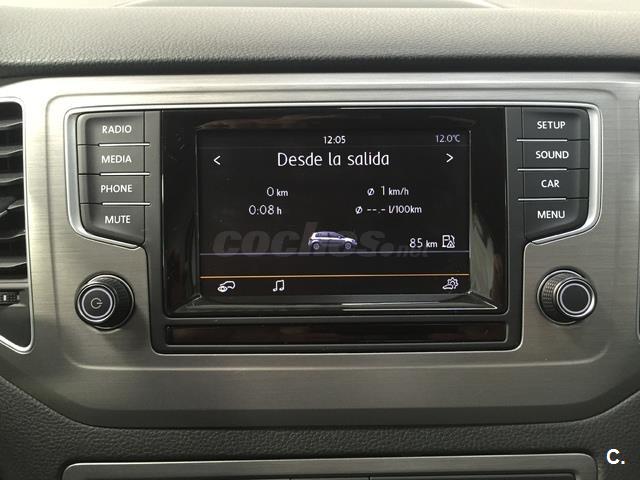 RADIO
MEDIA
PHONE
MUTE
12:05
12.0°C
< Desde la salida >
0 km
Ø 1 km/h
0:08 h
Ø --.- l/100km
85 km
SETUP
SOUND
CAR
MENU
coches.net
C.